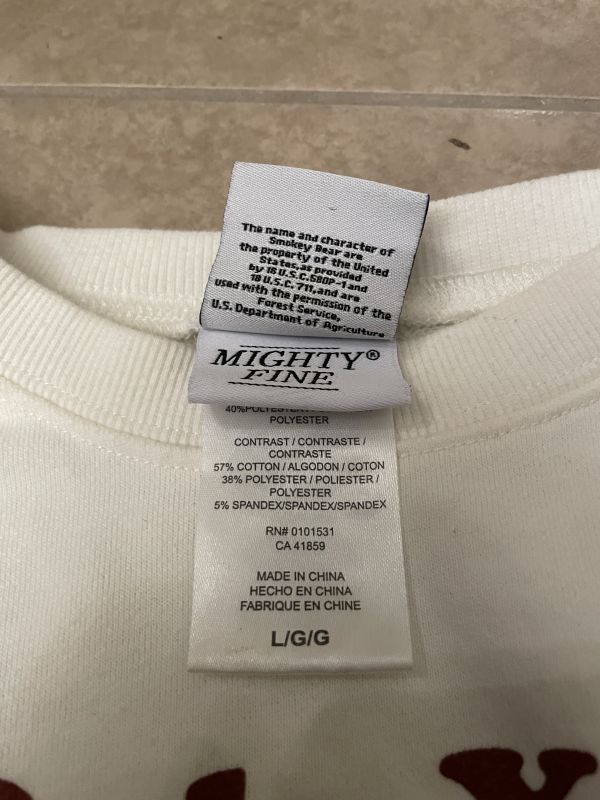 The name and character of
Smokey Bear are
the property of the United
States, as provided
by 16 U.S.C.580P-1 and
18 U.S.C. 711, and are
used with the permission of the
Forest Service,
U.S. Department of Agriculture
MIGHTY®
FINE
40%POLYESTER
POLYESTER
CONTRAST / CONTRASTE /
CONTRASTE
57% COTTON / ALGODON / COTON
38% POLYESTER / POLIESTER /
POLYESTER
5% SPANDEX/SPANDEX/SPANDEX
RN# 0101531
CA 41859
MADE IN CHINA
HECHO EN CHINA
FABRIQUE EN CHINE
L/G/G